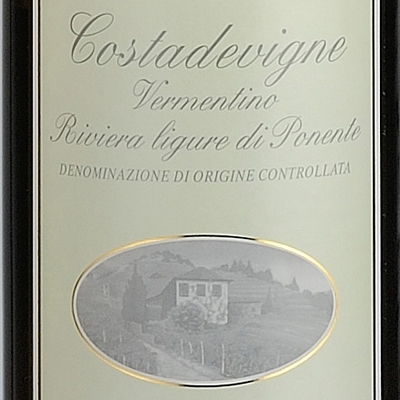 Costadevigne
Vermentino
Riviera ligure di Ponente
DENOMINAZIONE DI ORIGINE CONTROLLATA